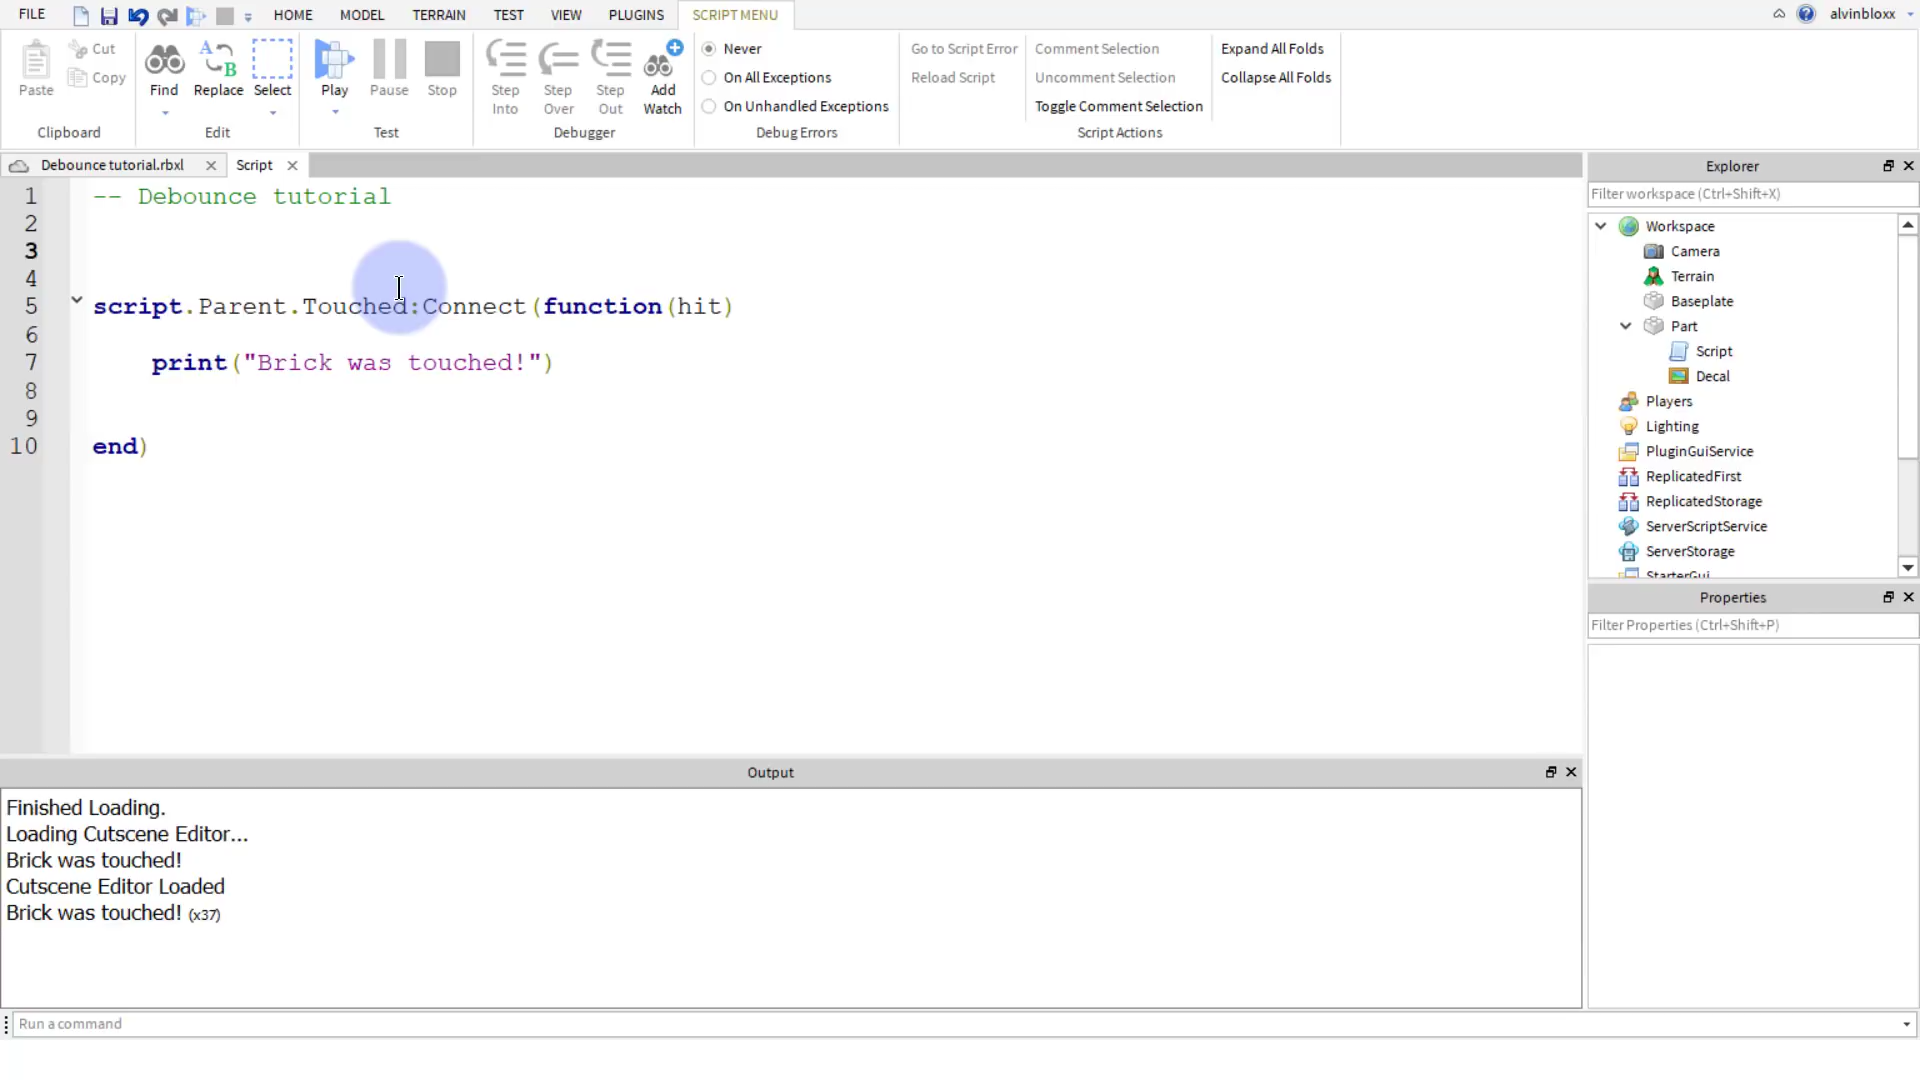 FILE HOME MODEL TERRAIN TEST VIEW PLUGINS SCRIPT MENU alvinbloxx
Paste Cut Copy Clipboard
Find Replace Select Edit
Play Pause Stop Test
Step Into Step Over Step Out Add Watch Debugger
Never
On All Exceptions
On Unhandled Exceptions
Debug Errors
Go to Script Error
Reload Script
Comment Selection
Uncomment Selection
Toggle Comment Selection
Expand All Folds
Collapse All Folds
Script Actions
Debounce tutorial.rbxl Script
1 -- Debounce tutorial
2
3
4
5 script.Parent.Touched:Connect(function(hit)
6
7 print("Brick was touched!")
8
9
10 end)
Output
Finished Loading.
Loading Cutscene Editor...
Brick was touched!
Cutscene Editor Loaded
Brick was touched! (x37)
Run a command
Explorer
Filter workspace (Ctrl+Shift+X)
Workspace
Camera
Terrain
Baseplate
Part
Script
Decal
Players
Lighting
PluginGuiService
ReplicatedFirst
ReplicatedStorage
ServerScriptService
ServerStorage
StarterGui
Properties
Filter Properties (Ctrl+Shift+P)